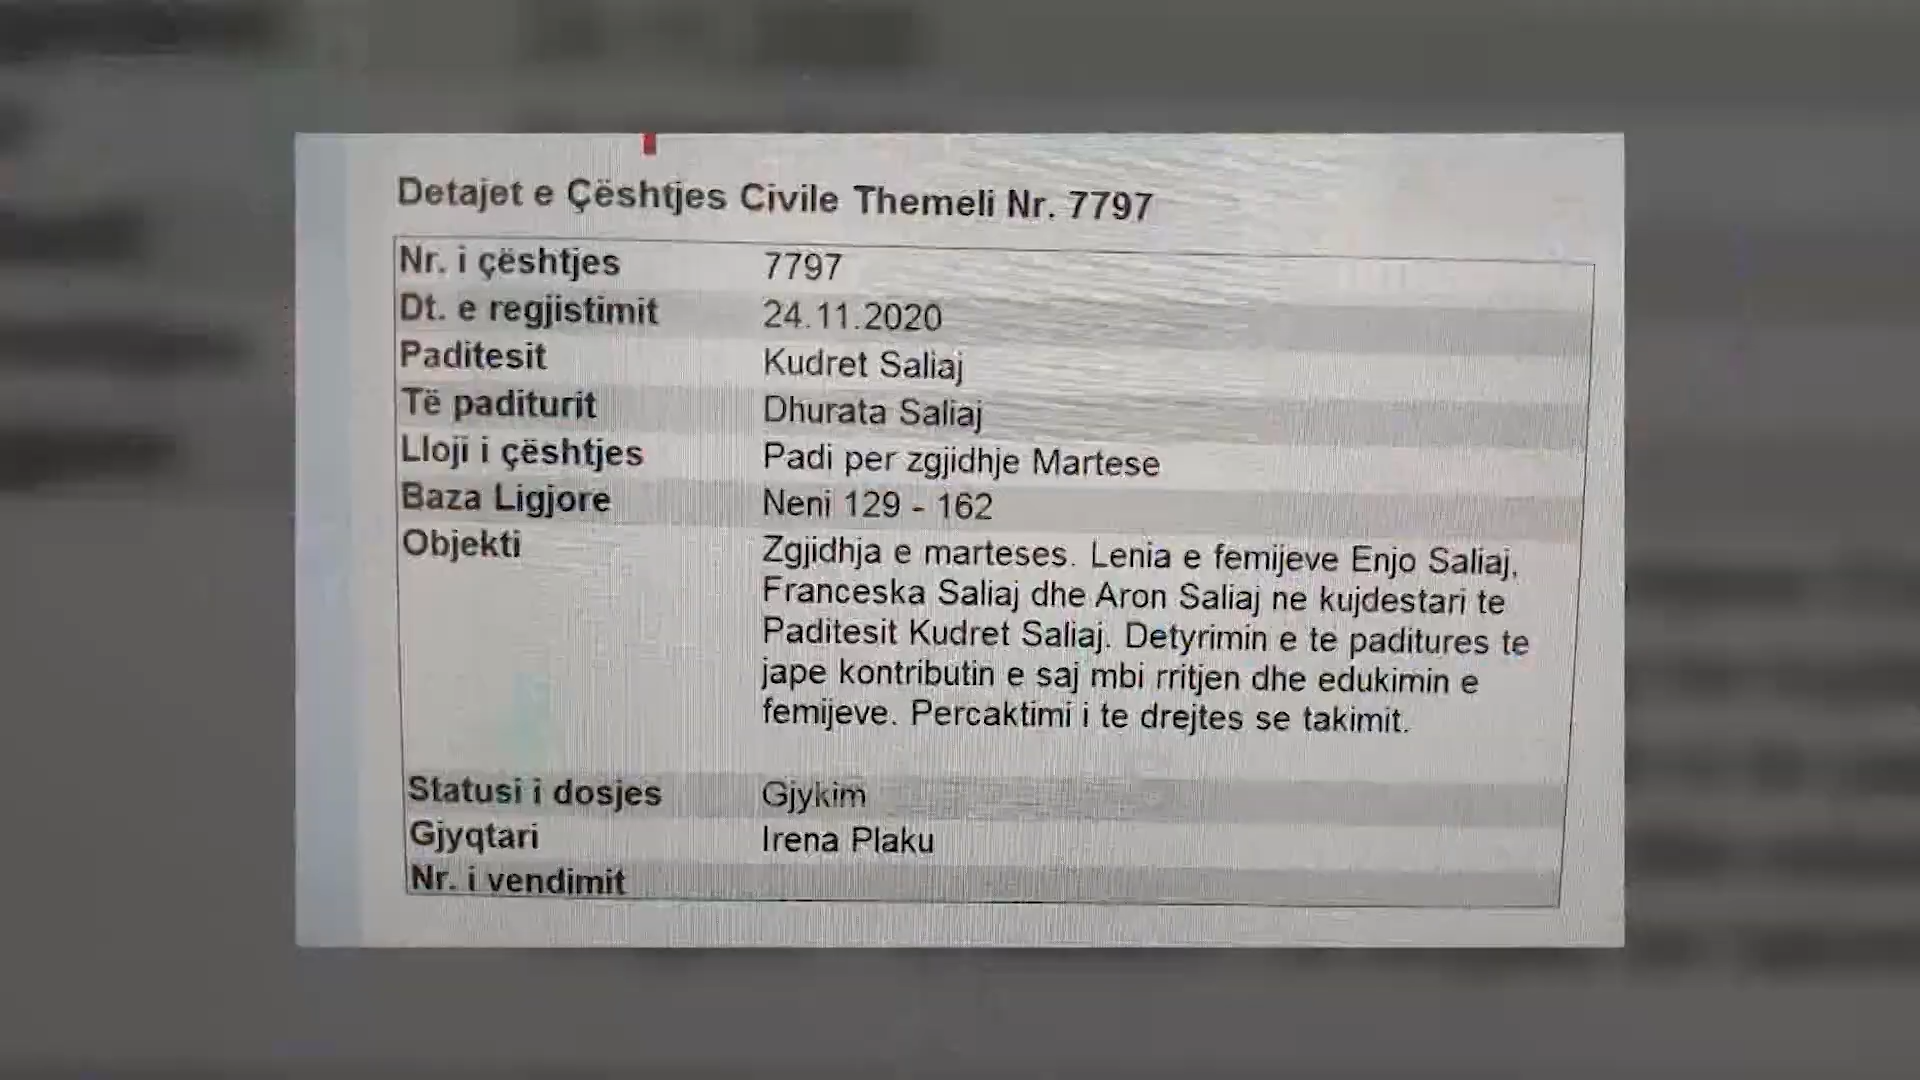 Detajet e Çështjes Civile Themeli Nr. 7797
Nr. i çështjes 7797
Dt. e regjistimit 24.11.2020
Paditesit Kudret Saliaj
Të paditurit Dhurata Saliaj
Lloji i çështjes Padi per zgjidhje Martese
Baza Ligjore Neni 129 - 162
Objekti Zgjidhja e marteses. Lenia e femijeve Enjo Saliaj,
Franceska Saliaj dhe Aron Saliaj ne kujdestari te
Paditesit Kudret Saliaj. Detyrimin e te paditures te
jape kontributin e saj mbi rritjen dhe edukimin e
femijeve. Percaktimi i te drejtes se takimit.
Statusi i dosjes Gjykim
Gjyqtari Irena Plaku
Nr. i vendimit